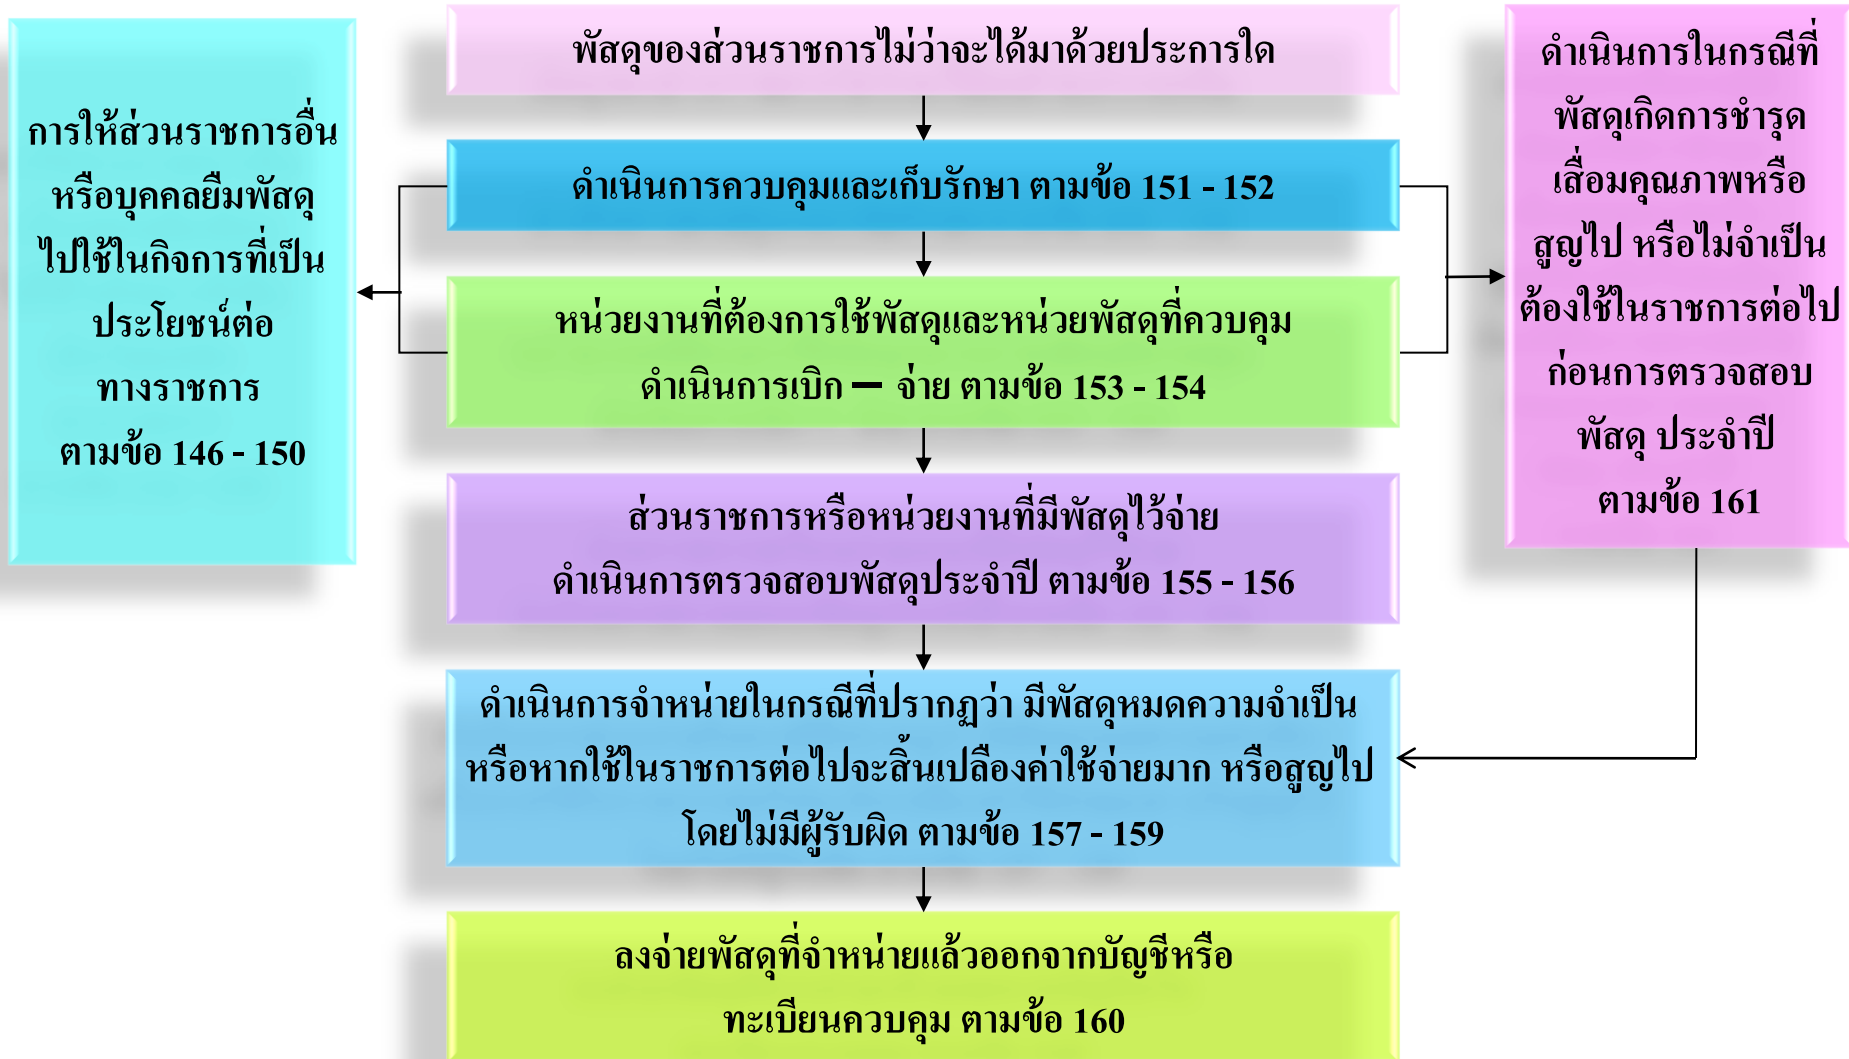 พัสดุของส่วนราชการไม่ว่าจะได้มาด้วยประการใด
ดำเนินการควบคุมและเก็บรักษา ตามข้อ 151 - 152
หน่วยงานที่ต้องการใช้พัสดุและหน่วยพัสดุที่ควบคุม
ดำเนินการเบิก – จ่าย ตามข้อ 153 - 154
การให้ส่วนราชการอื่น
หรือบุคคลยืมพัสดุ
ไปใช้ในกิจการที่เป็น
ประโยชน์ต่อ
ทางราชการ
ตามข้อ 146 - 150
ดำเนินการในกรณีที่
พัสดุเกิดการชำรุด
เสื่อมคุณภาพหรือ
สูญไป หรือไม่จำเป็น
ต้องใช้ในราชการต่อไป
ก่อนการตรวจสอบ
พัสดุ ประจำปี
ตามข้อ 161
ส่วนราชการหรือหน่วยงานที่มีพัสดุไว้จ่าย
ดำเนินการตรวจสอบพัสดุประจำปี ตามข้อ 155 - 156
ดำเนินการจำหน่ายในกรณีที่ปรากฏว่า มีพัสดุหมดความจำเป็น
หรือหากใช้ในราชการต่อไปจะสิ้นเปลืองค่าใช้จ่ายมาก หรือสูญไป
โดยไม่มีผู้รับผิด ตามข้อ 157 - 159
ลงจ่ายพัสดุที่จำหน่ายแล้วออกจากบัญชีหรือ
ทะเบียนควบคุม ตามข้อ 160